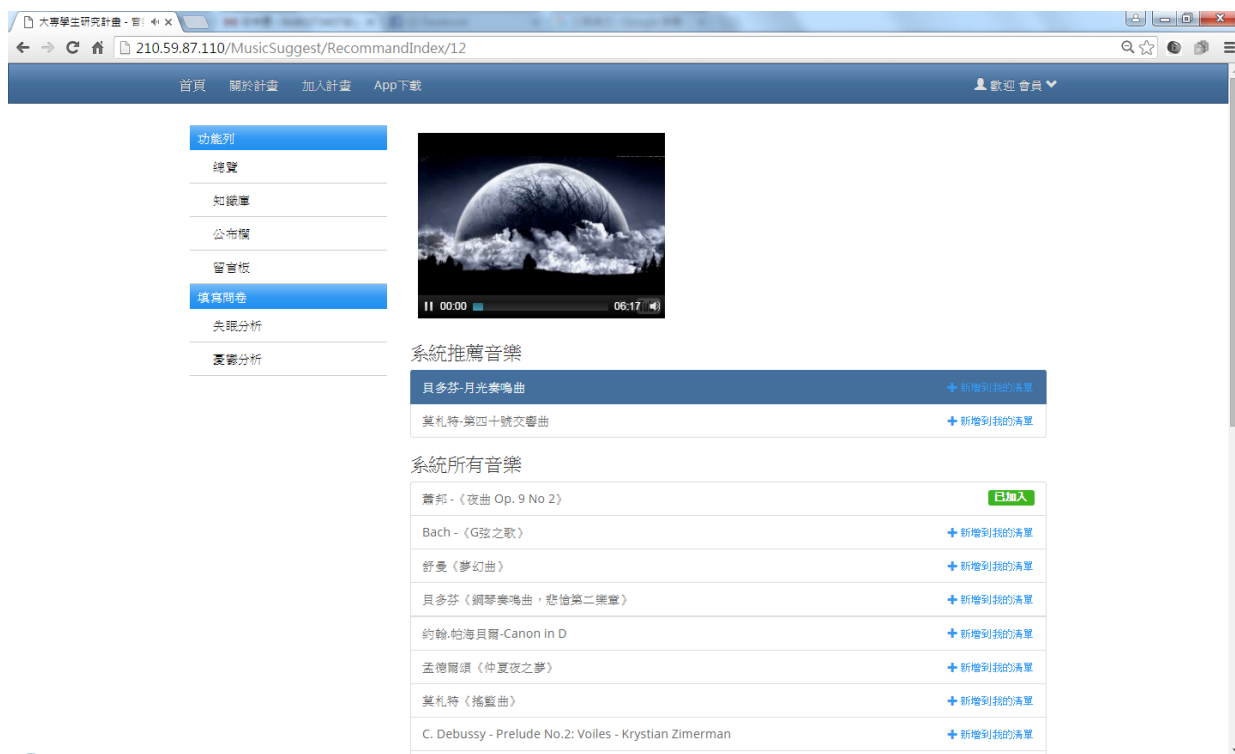 大專學生研究計畫 - 首
210.59.87.110/MusicSuggest/RecommandIndex/12
首頁 關於計畫 加入計畫 App下載 歡迎 會員
功能列
總覽
知識庫
公布欄
留言板
填寫問卷
失眠分析
憂鬱分析
00:00 06:17
系統推薦音樂
貝多芬-月光奏鳴曲 新增到我的清單
莫札特-第四十號交響曲 新增到我的清單
系統所有音樂
蕭邦 -《夜曲 Op. 9 No 2》 已加入
Bach -《G弦之歌》 新增到我的清單
舒曼《夢幻曲》 新增到我的清單
貝多芬《鋼琴奏鳴曲，悲愴第二樂章》 新增到我的清單
約翰.帕海貝爾-Canon in D 新增到我的清單
孟德爾頌《仲夏夜之夢》 新增到我的清單
莫札特《搖籃曲》 新增到我的清單
C. Debussy - Prelude No.2: Voiles - Krystian Zimerman 新增到我的清單